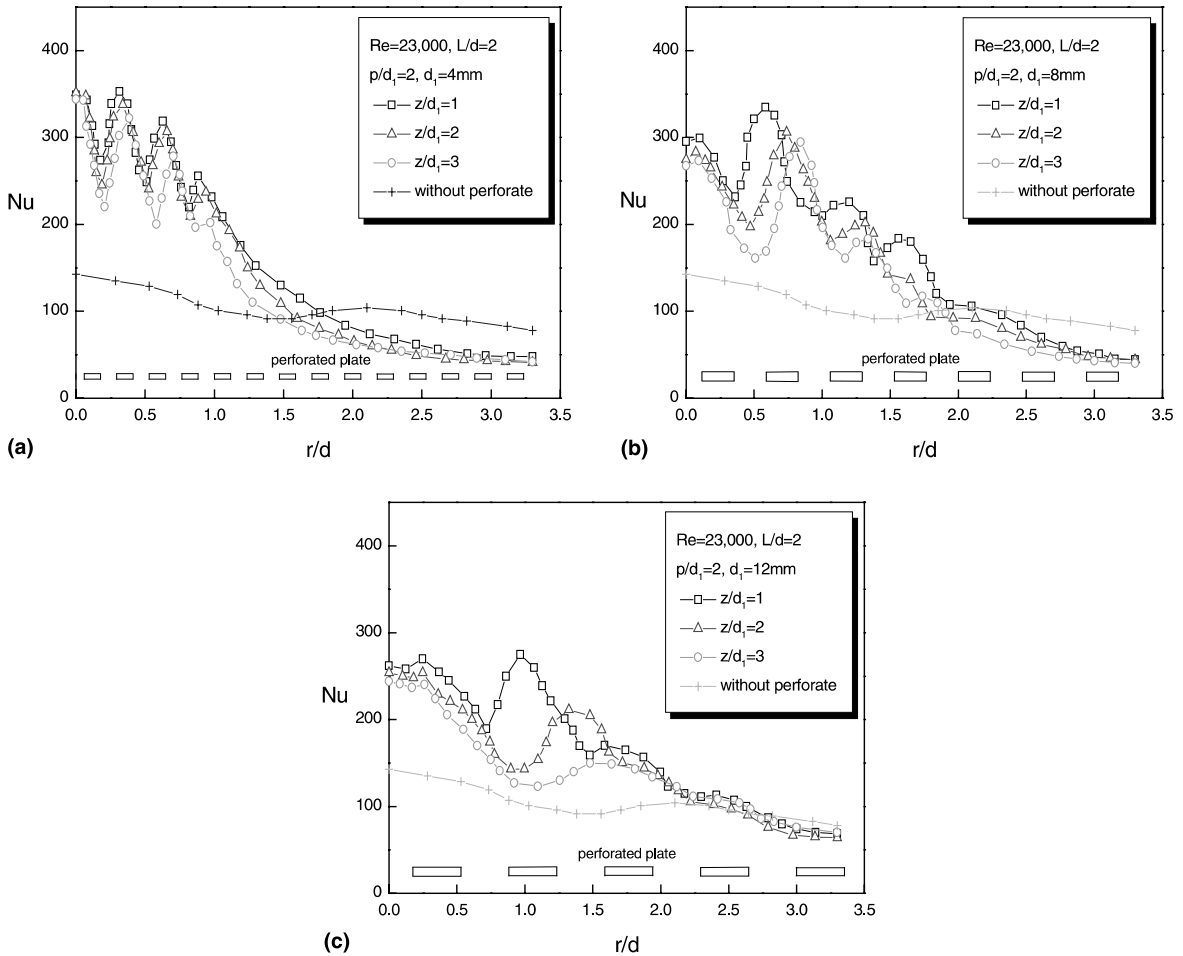 450
400
300
200
100
0
Nu
Re=23,000, L/d=2
p/d₁=2, d₁=4mm
z/d₁=1
z/d₁=2
z/d₁=3
without perforate
perforated plate
0.0 0.5 1.0 1.5 2.0 2.5 3.0 3.5
r/d
(a)
400
300
200
100
0
Nu
Re=23,000, L/d=2
p/d₁=2, d₁=8mm
z/d₁=1
z/d₁=2
z/d₁=3
without perforate
perforated plate
0.0 0.5 1.0 1.5 2.0 2.5 3.0 3.5
r/d
(b)
400
300
200
100
0
Nu
Re=23,000, L/d=2
p/d₁=2, d₁=12mm
z/d₁=1
z/d₁=2
z/d₁=3
without perforate
perforated plate
0.0 0.5 1.0 1.5 2.0 2.5 3.0 3.5
r/d
(c)